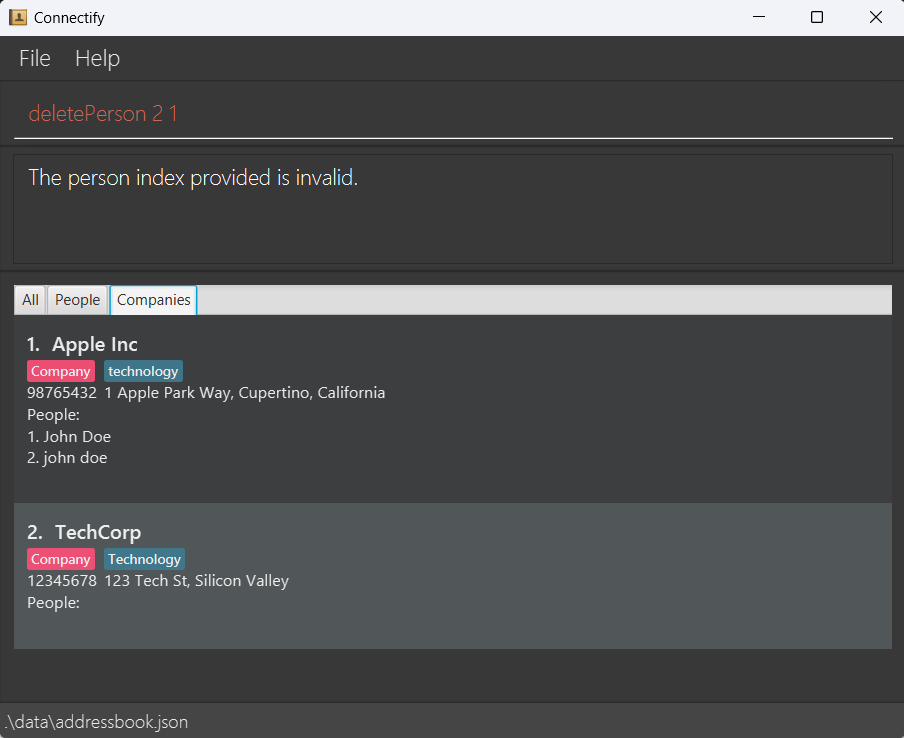 Connectify
File Help
deletePerson 2 1
The person index provided is invalid.
All People Companies
1. Apple Inc
Company technology
98765432 1 Apple Park Way, Cupertino, California
People:
1. John Doe
2. john doe
2. TechCorp
Company Technology
12345678 123 Tech St, Silicon Valley
People:
.\data\addressbook.json